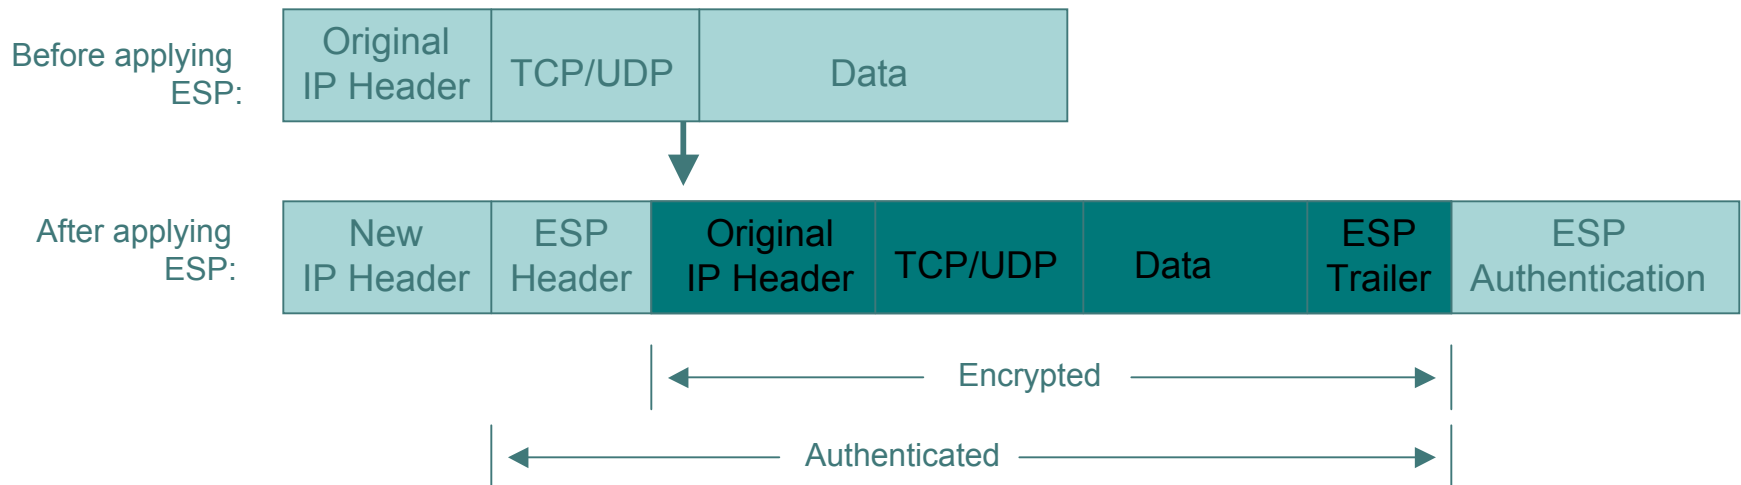 Before applying
ESP:
Original
IP Header
TCP/UDP
Data
After applying
ESP:
New
IP Header
ESP
Header
Original
IP Header
TCP/UDP
Data
ESP
Trailer
ESP
Authentication
Encrypted
Authenticated